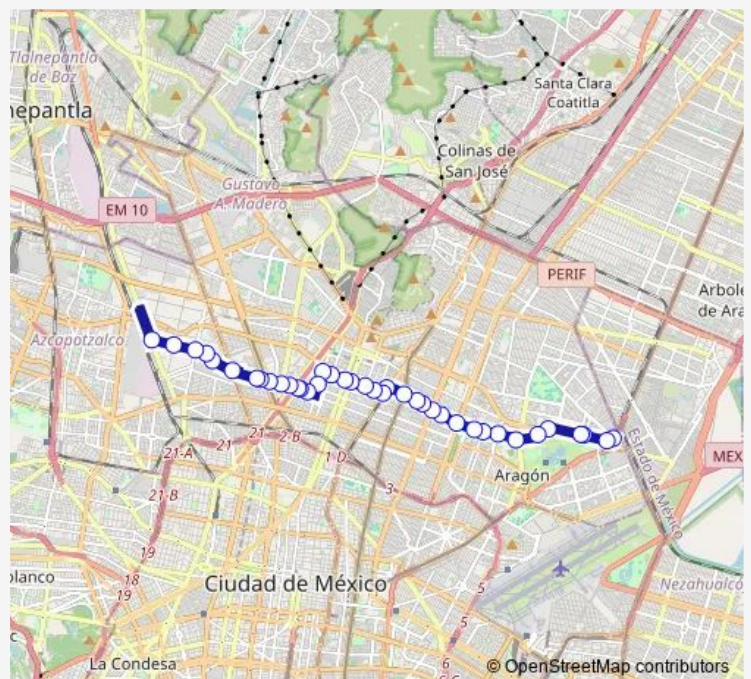 Tlalnepantla
de Baz
nepantla
Santa Clara
Coatitla
Colinas de
San José
Gustavo
A. Madero
EM 10
PERIF
Arbole
de Ara
Azcapotzalco
21
2-B
21-A
1-D
3
Estado de México
MEX
Aragón
21-B
19
5
Ciudad de México
olanco
18
19
Nezahualcó
5
c
6
La Condesa
6
© OpenStreetMap contributors